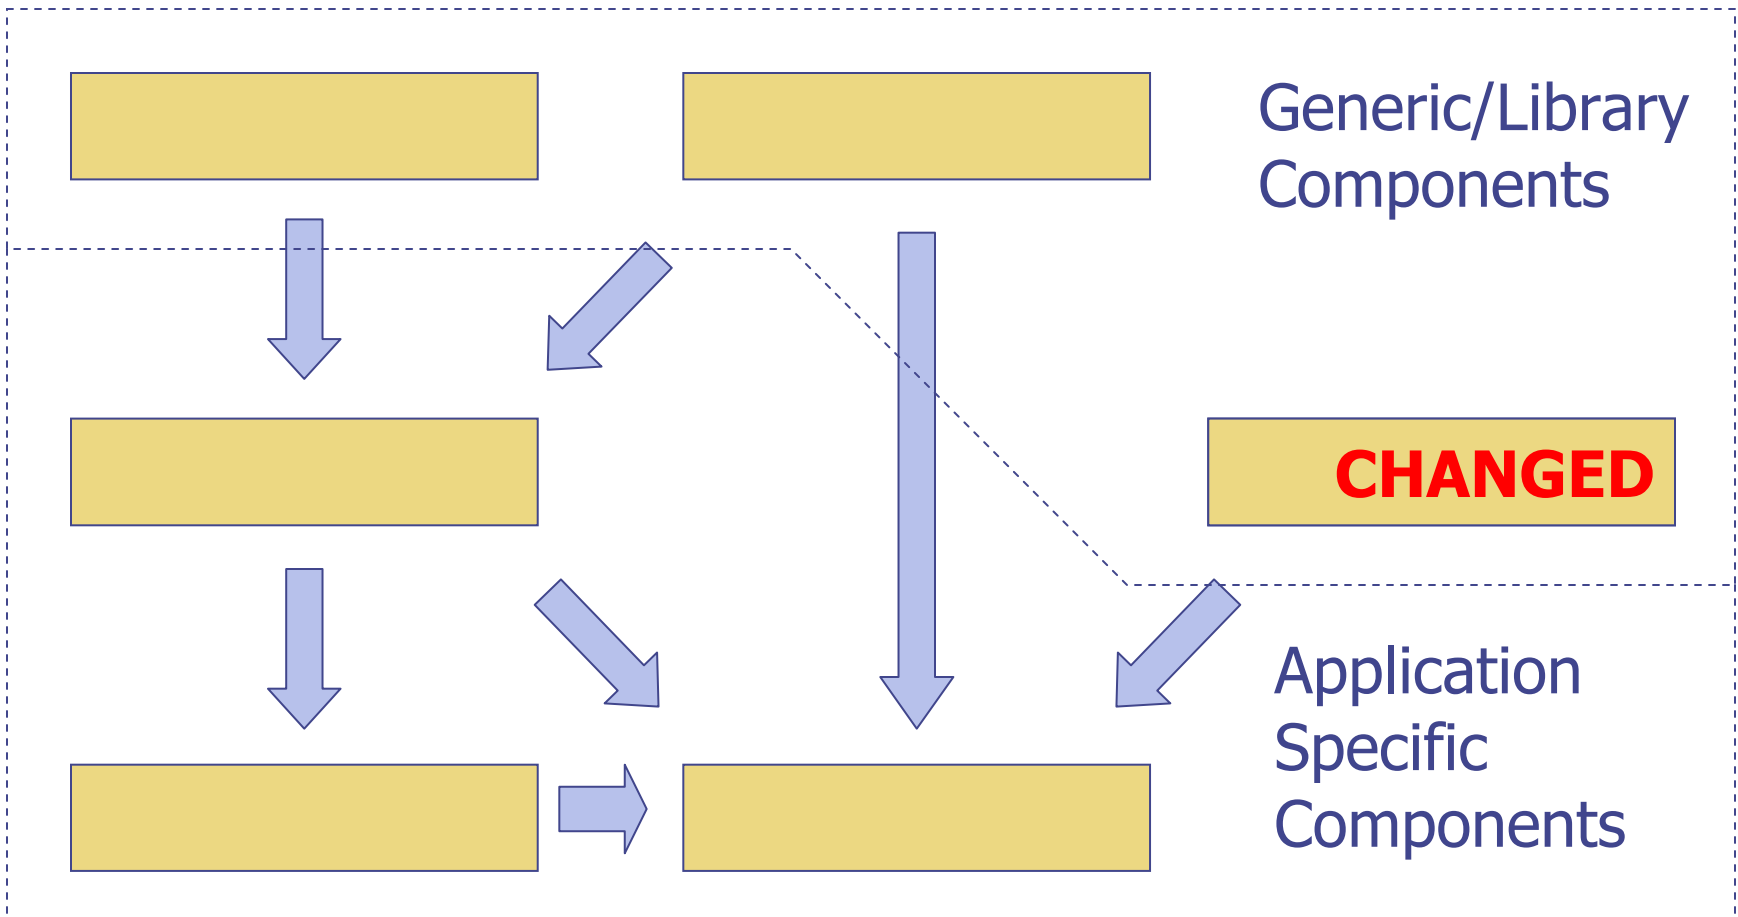 Generic/Library
Components
CHANGED
Application
Specific
Components